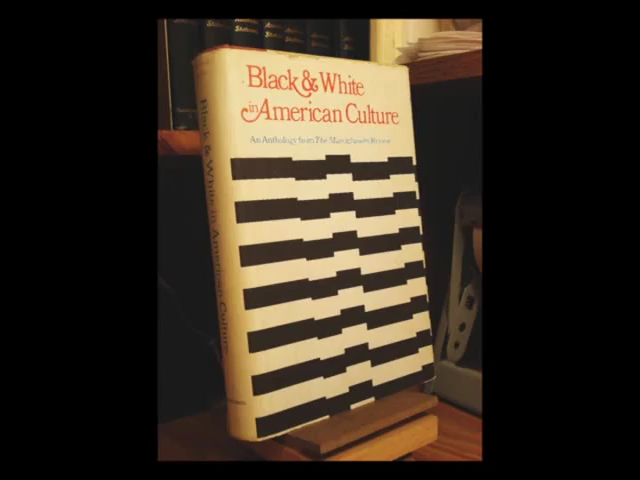 Black & White
in American Culture
An Anthology from The Massachusetts Review
Black & White in American Culture